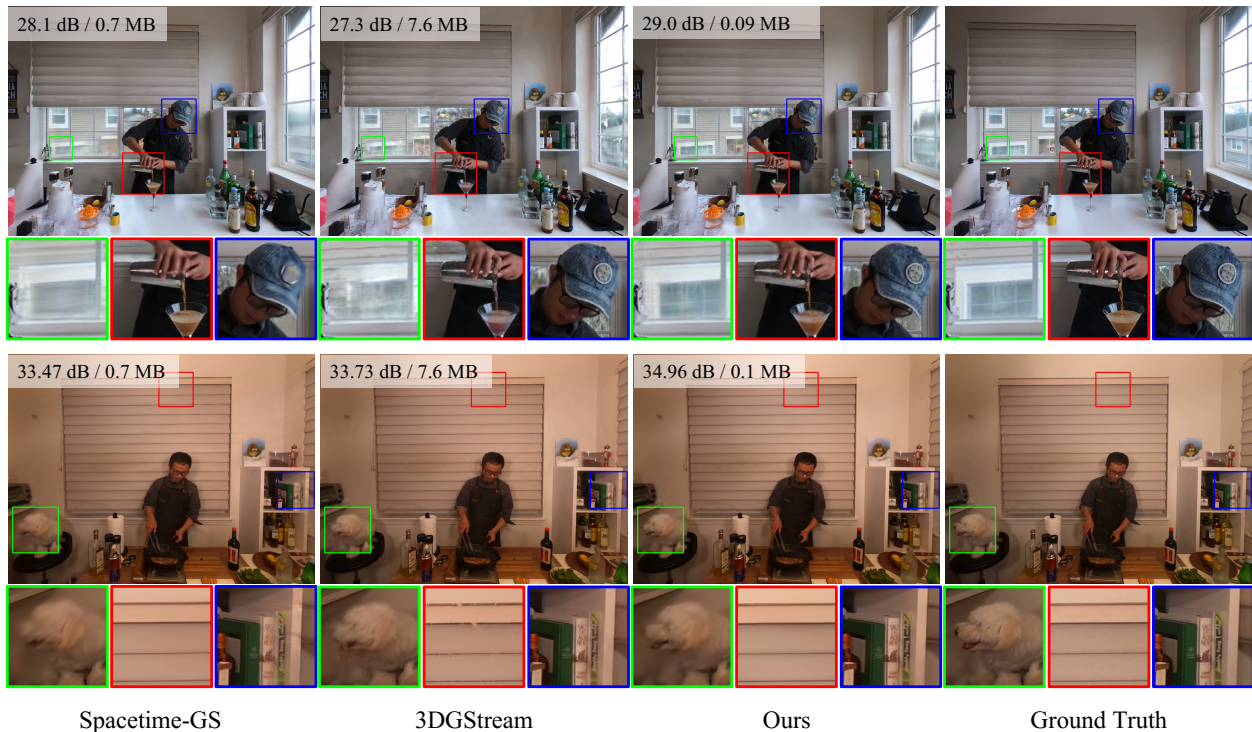 28.1 dB / 0.7 MB
27.3 dB / 7.6 MB
29.0 dB / 0.09 MB
33.47 dB / 0.7 MB
33.73 dB / 7.6 MB
34.96 dB / 0.1 MB
Spacetime-GS
3DGStream
Ours
Ground Truth